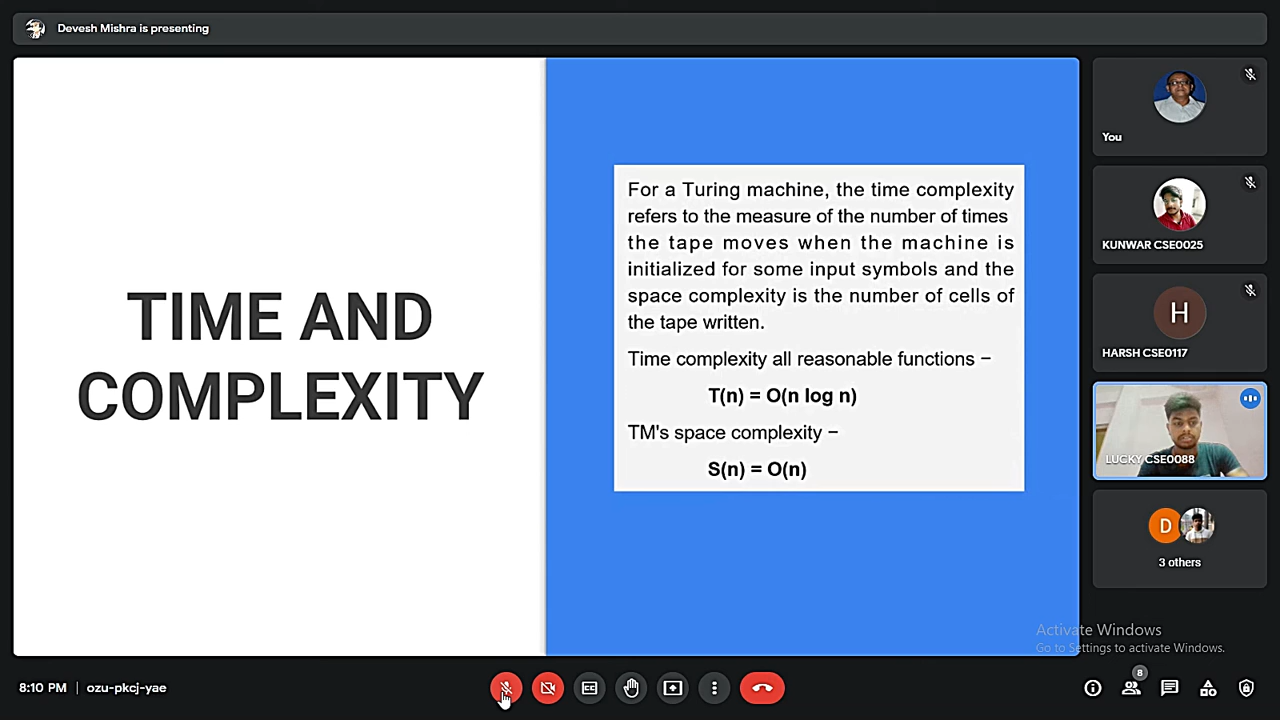 Devesh Mishra is presenting
TIME AND
COMPLEXITY
For a Turing machine, the time complexity
refers to the measure of the number of times
the tape moves when the machine is
initialized for some input symbols and the
space complexity is the number of cells of
the tape written.
Time complexity all reasonable functions −
T(n) = O(n log n)
TM's space complexity −
S(n) = O(n)
You
KUNWAR CSE0025
H
HARSH CSE0117
LUCKY CSE0088
D
3 others
Activate Windows
Go to Settings to activate Windows.
8:10 PM | ozu-pkcj-yae
CC
8